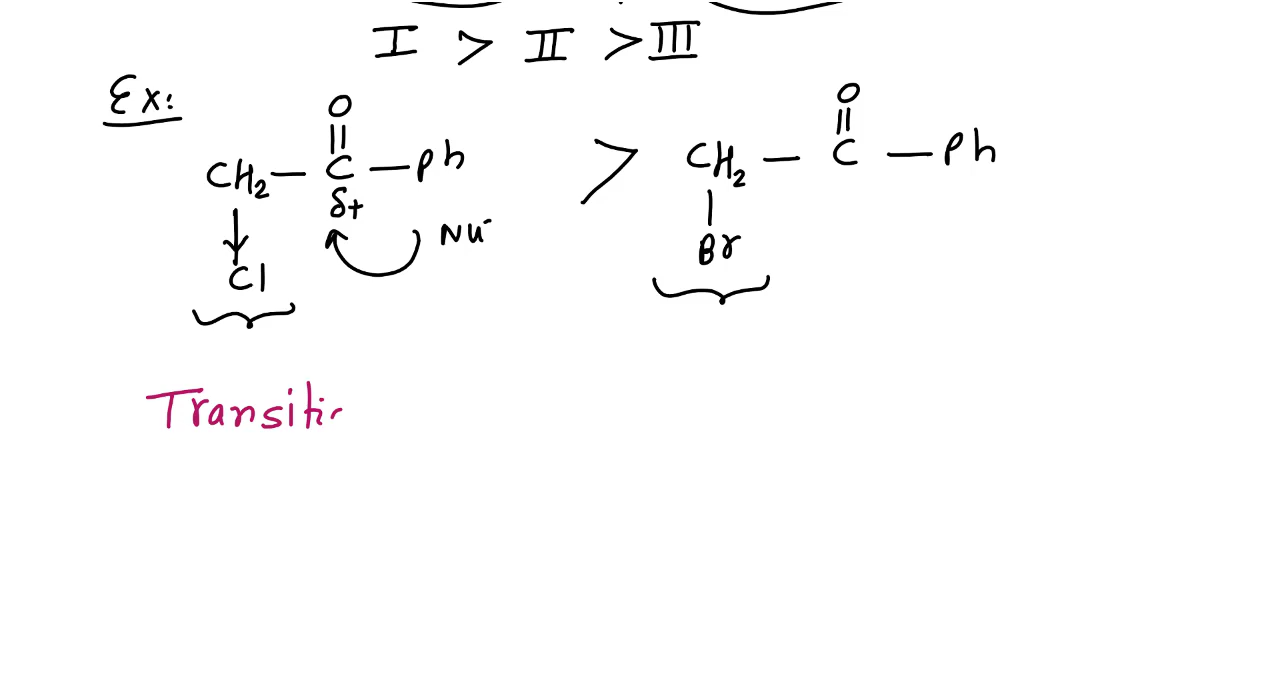 I > II > III
Ex:
O O
|| ||
CH₂ — C — Ph > CH₂ — C — Ph
δ+ |
Nu⁻ Br
Cl
Transiti